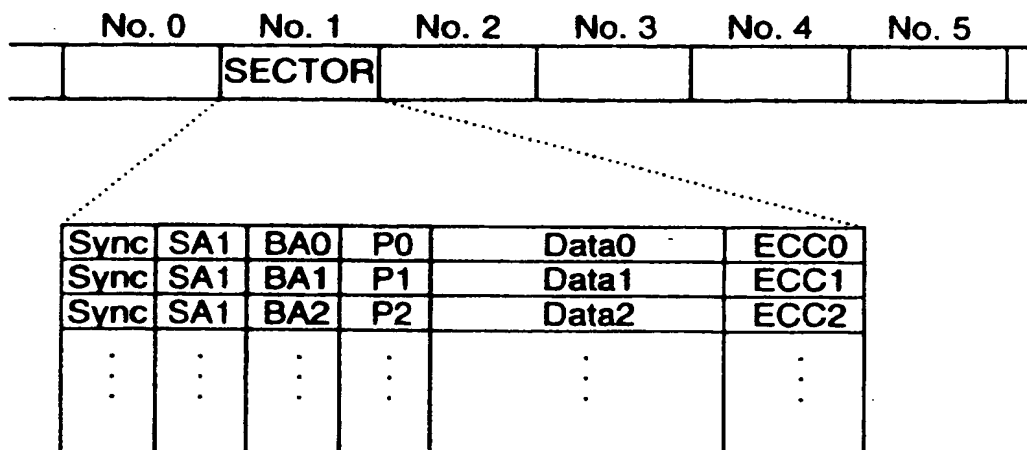 No. 0 No. 1 No. 2 No. 3 No. 4 No. 5
SECTOR
Sync SA1 BA0 P0 Data0 ECC0
Sync SA1 BA1 P1 Data1 ECC1
Sync SA1 BA2 P2 Data2 ECC2